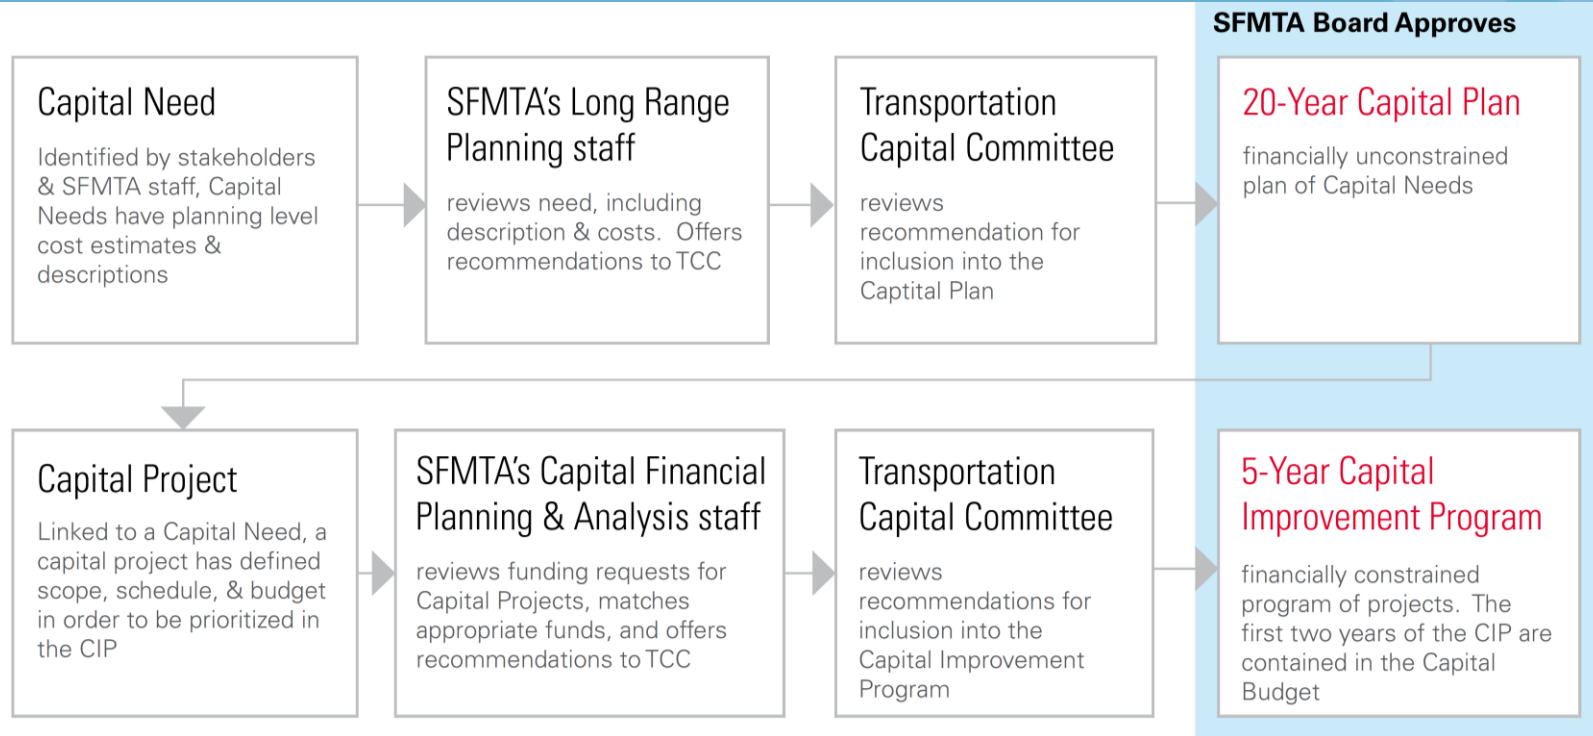 SFMTA Board Approves
Capital Need
Identified by stakeholders
& SFMTA staff, Capital
Needs have planning level
cost estimates &
descriptions
SFMTA's Long Range
Planning staff
reviews need, including
description & costs.  Offers
recommendations to TCC
Transportation
Capital Committee
reviews
recommendation for
inclusion into the
Captital Plan
20-Year Capital Plan
financially unconstrained
plan of Capital Needs
Capital Project
Linked to a Capital Need, a
capital project has defined
scope, schedule, & budget
in order to be prioritized in
the CIP
SFMTA's Capital Financial
Planning & Analysis staff
reviews funding requests for
Capital Projects, matches
appropriate funds, and offers
recommendations to TCC
Transportation
Capital Committee
reviews
recommendations for
inclusion into the
Capital Improvement
Program
5-Year Capital
Improvement Program
financially constrained
program of projects.  The
first two years of the CIP are
contained in the Capital
Budget